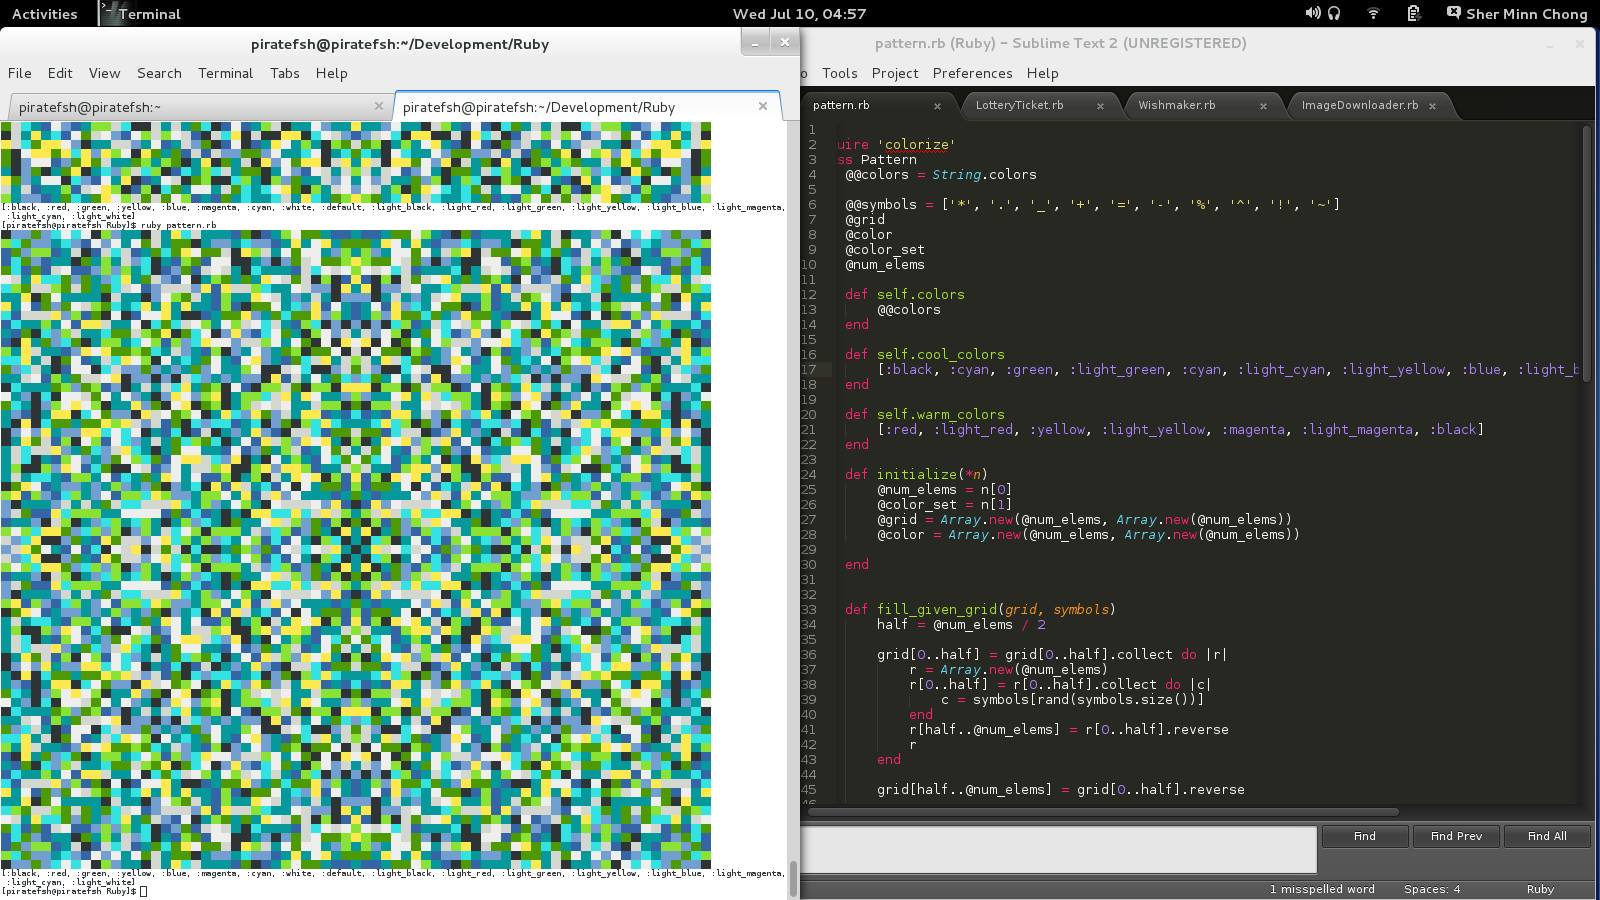 Activities
Terminal
Wed Jul 10, 04:57
Sher Minn Chong
piratefsh@piratefsh:~/Development/Ruby
File Edit View Search Terminal Tabs Help
piratefsh@piratefsh:~
piratefsh@piratefsh:~/Development/Ruby
[:black, :red, :green, :yellow, :blue, :magenta, :cyan, :white, :default, :light_black, :light_red, :light_green, :light_yellow, :light_blue, :light_magenta,
:light_cyan, :light_white]
[piratefsh@piratefsh Ruby]$ ruby pattern.rb
[:black, :red, :green, :yellow, :blue, :magenta, :cyan, :white, :default, :light_black, :light_red, :light_green, :light_yellow, :light_blue, :light_magenta,
:light_cyan, :light_white]
[piratefsh@piratefsh Ruby]$
pattern.rb (Ruby) – Sublime Text 2 (UNREGISTERED)
o Tools Project Preferences Help
pattern.rb
LotteryTicket.rb
Wishmaker.rb
ImageDownloader.rb
1
2 uire 'colorize'
3 ss Pattern
4 @@colors = String.colors
5
6 @@symbols = ['*', '.', '_', '+', '=', '-', '%', '^', '!', '~']
7 @grid
8 @color
9 @color_set
10 @num_elems
11
12 def self.colors
13 @@colors
14 end
15
16 def self.cool_colors
17 [:black, :cyan, :green, :light_green, :cyan, :light_cyan, :light_yellow, :blue, :light_b
18 end
19
20 def self.warm_colors
21 [:red, :light_red, :yellow, :light_yellow, :magenta, :light_magenta, :black]
22 end
23
24 def initialize(*n)
25 @num_elems = n[0]
26 @color_set = n[1]
27 @grid = Array.new(@num_elems, Array.new(@num_elems))
28 @color = Array.new(@num_elems, Array.new(@num_elems))
29
30 end
31
32
33 def fill_given_grid(grid, symbols)
34 half = @num_elems / 2
35
36 grid[0..half] = grid[0..half].collect do |r|
37 r = Array.new(@num_elems)
38 r[0..half] = r[0..half].collect do |c|
39 c = symbols[rand(symbols.size())]
40 end
41 r[half..@num_elems] = r[0..half].reverse
42 r
43 end
44
45 grid[half..@num_elems] = grid[0..half].reverse
46
Find
Find Prev
Find All
1 misspelled word
Spaces: 4
Ruby